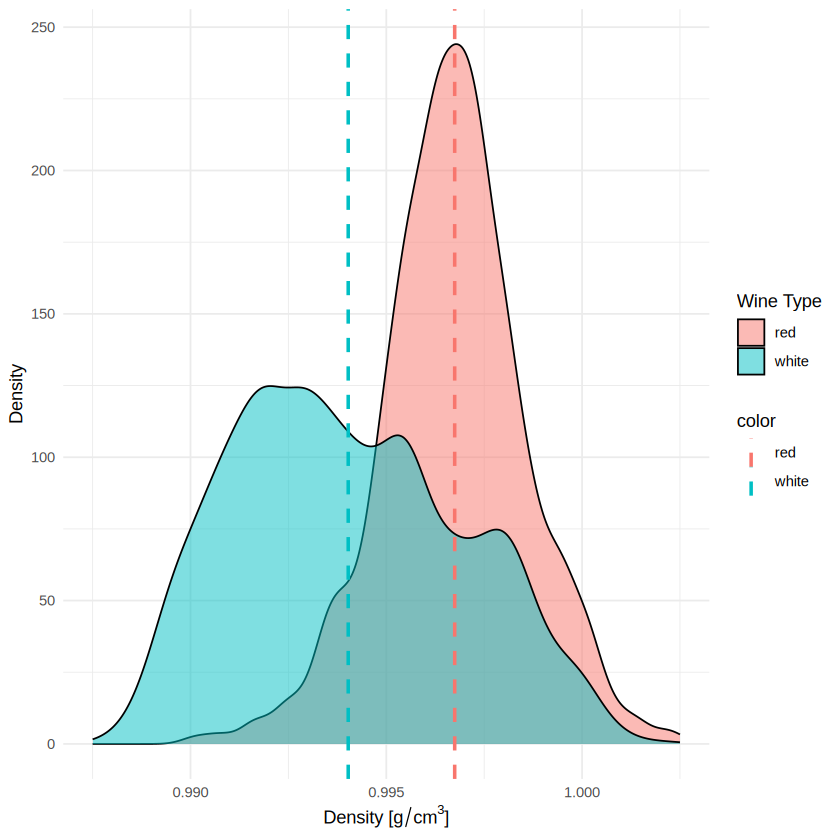 250
200
150
100
50
0
Density
0.990
0.995
1.000
Density [g/cm³]
Wine Type
red
white
color
red
white